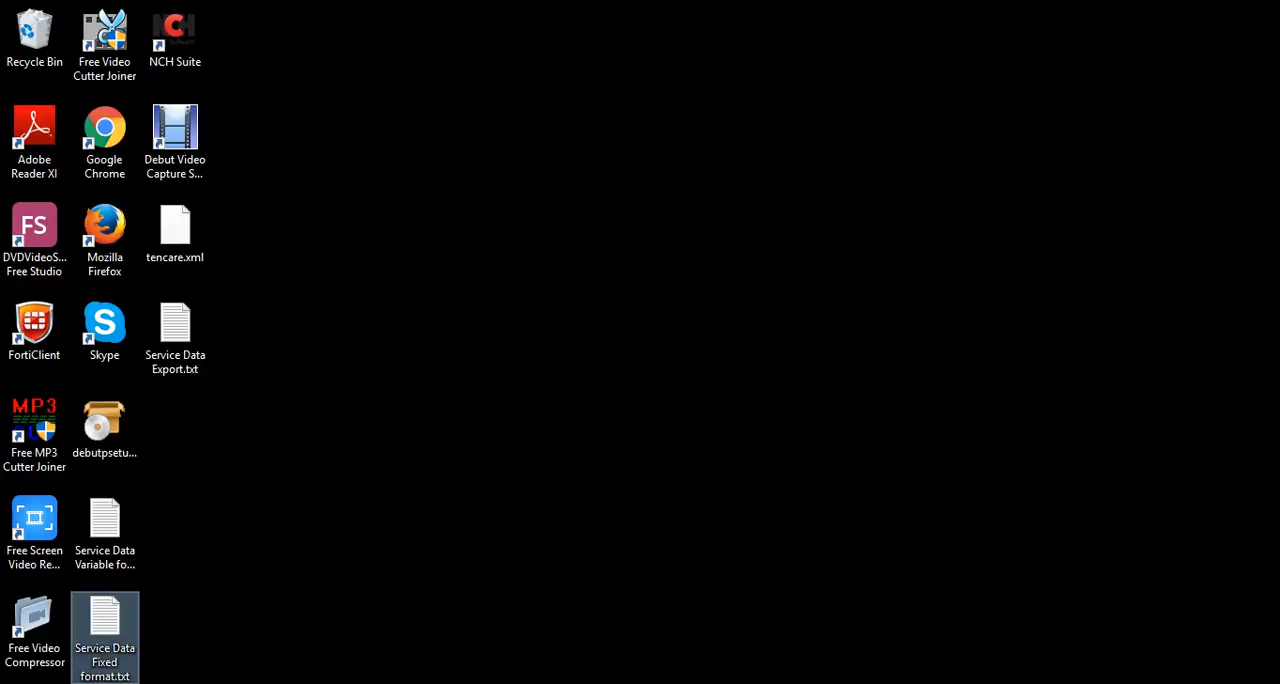 Recycle Bin
Free Video
Cutter Joiner
NCH
NCH Suite
Adobe
Reader XI
Google
Chrome
Debut Video
Capture S...
FS
DVDVideoS...
Free Studio
Mozilla
Firefox
tencare.xml
FortiClient
S
Skype
Service Data
Export.txt
MP3
Free MP3
Cutter Joiner
debutpsetu...
Free Screen
Video Re...
Service Data
Variable fo...
Free Video
Compressor
Service Data
Fixed
format.txt